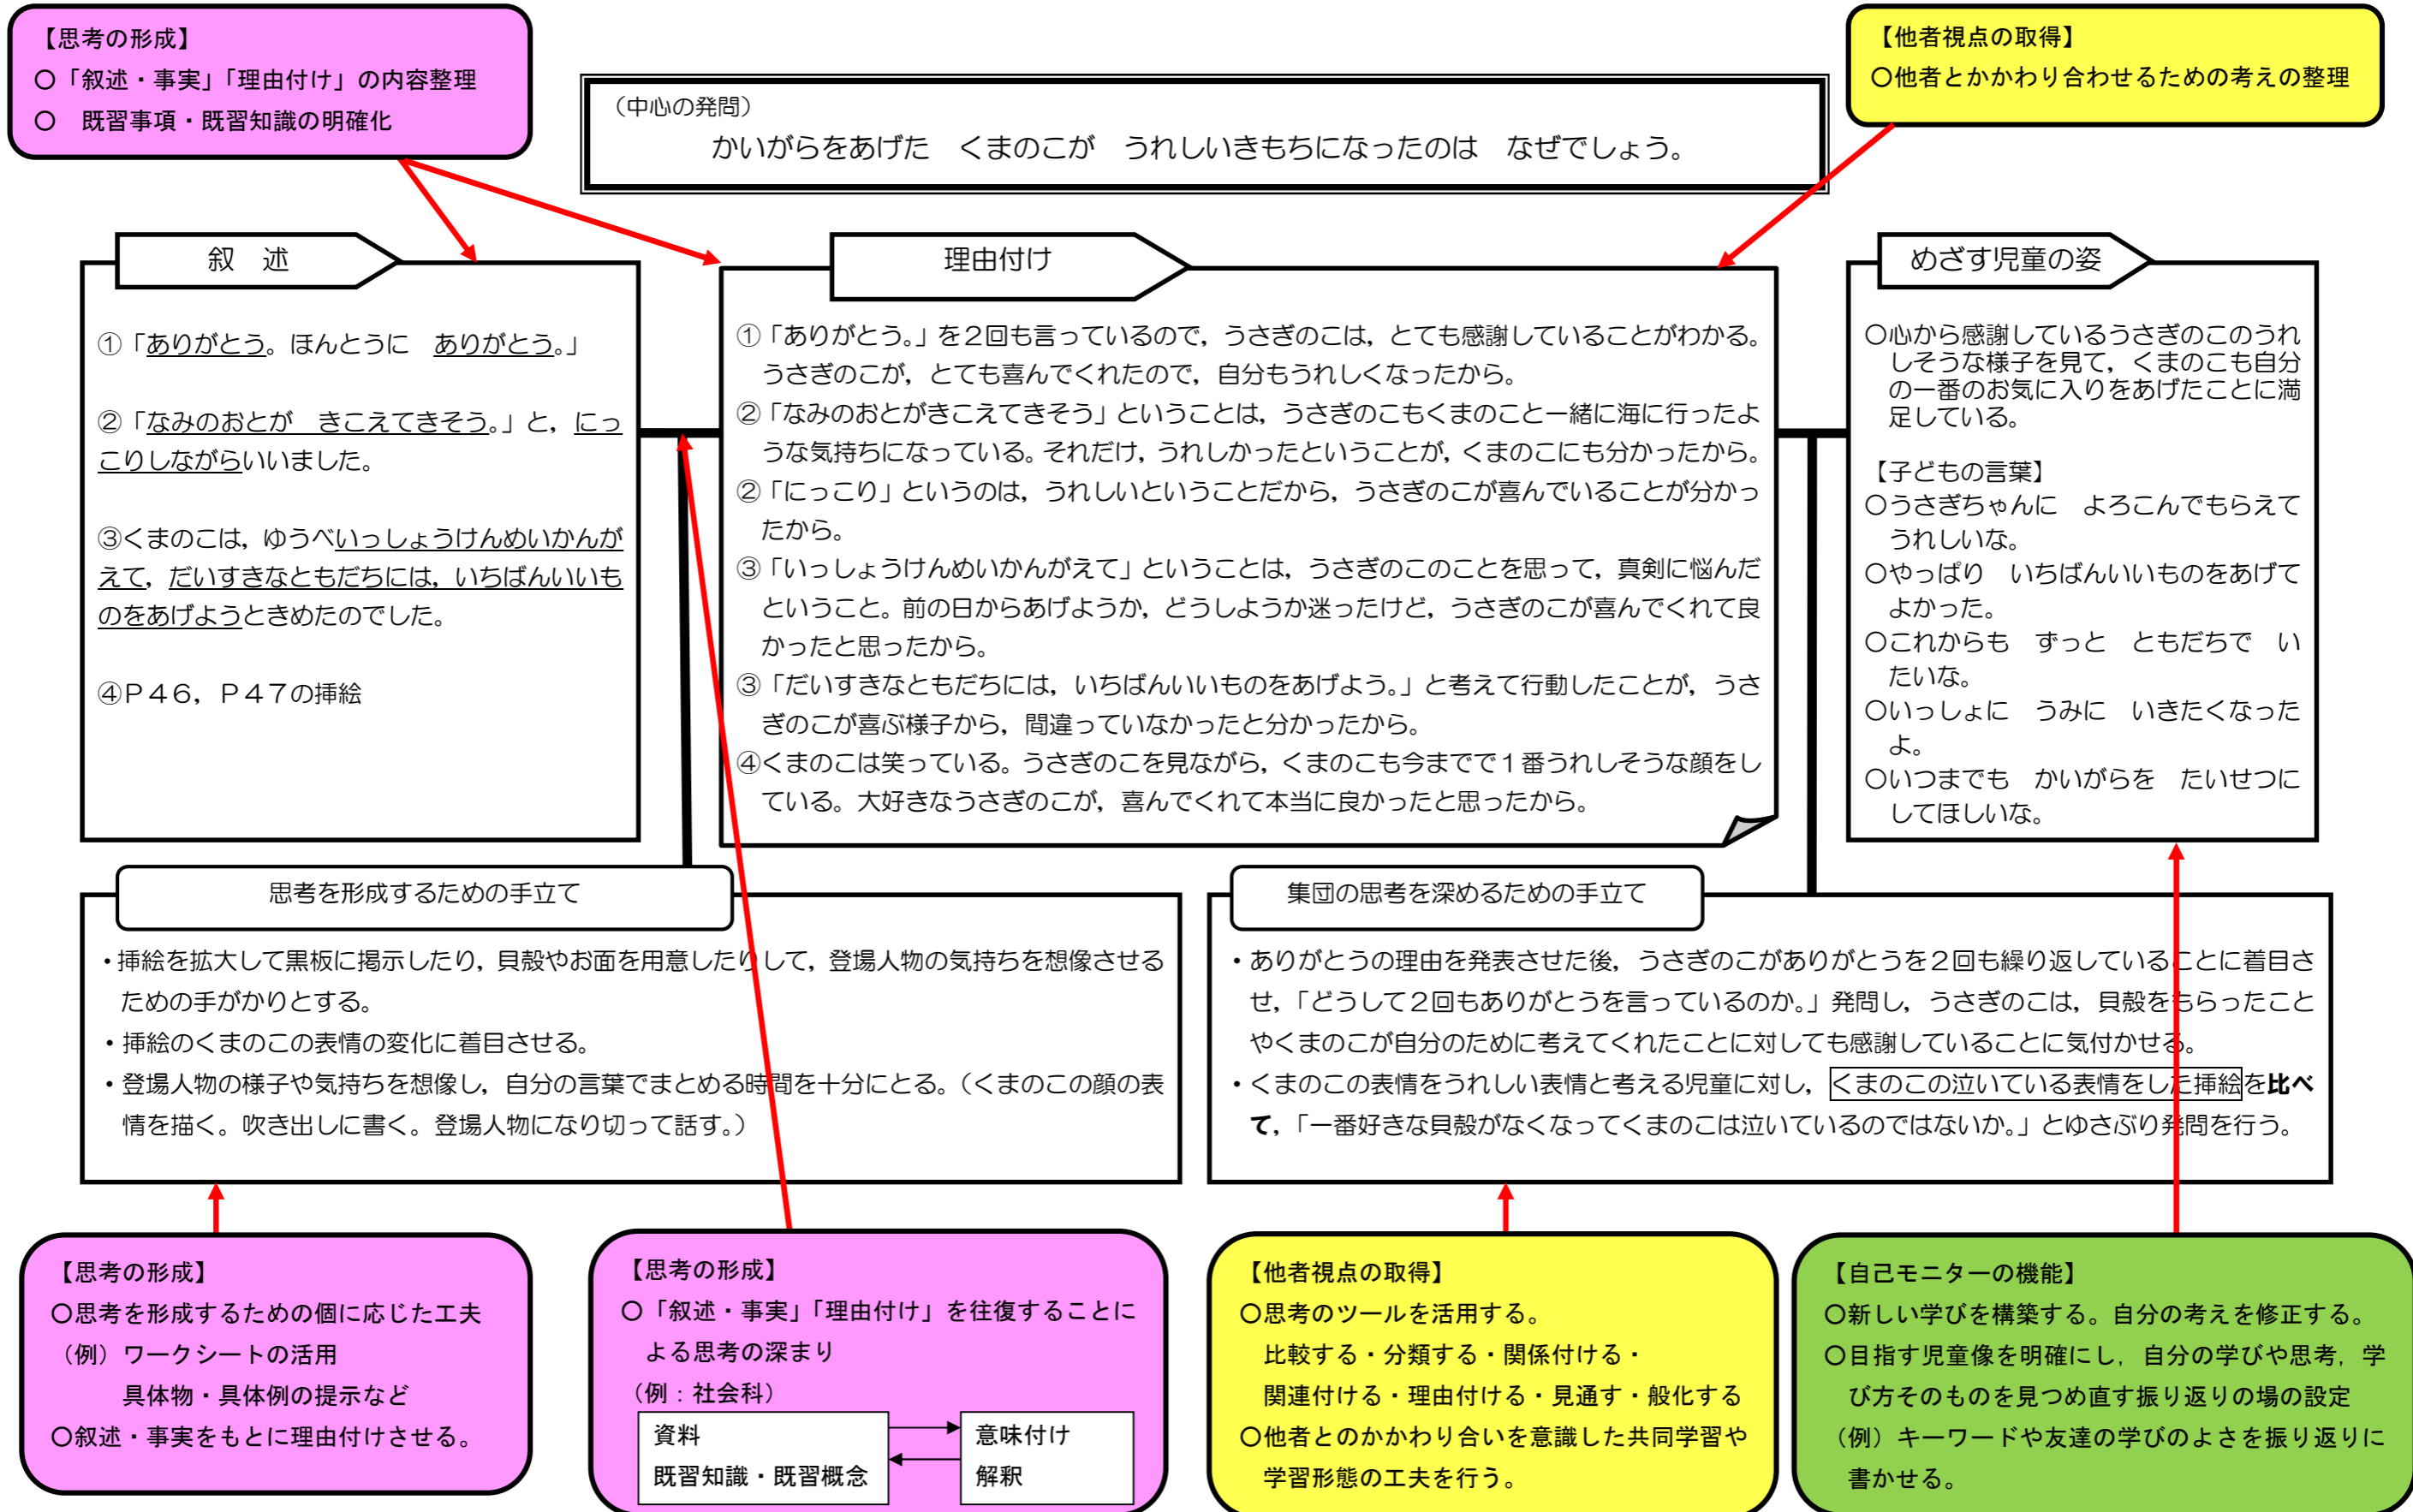 【思考の形成】
○「叙述・事実」「理由付け」の内容整理
○　既習事項・既習知識の明確化
【他者視点の取得】
○他者とかかわり合わせるための考えの整理
（中心の発問）
かいがらをあげた　くまのこが　うれしいきもちになったのは　なぜでしょう。
叙　述
①「ありがとう。ほんとうに　ありがとう。」
②「なみのおとが　きこえてきそう。」と，にっ
こりしながらいいました。
③くまのこは，ゆうべいっしょうけんめいかんが
えて，だいすきなともだちには，いちばんいいも
のをあげようときめたのでした。
④Ｐ４６，Ｐ４７の挿絵
理由付け
①「ありがとう。」を２回も言っているので，うさぎのこは，とても感謝していることがわかる。
うさぎのこが，とても喜んでくれたので，自分もうれしくなったから。
②「なみのおとがきこえてきそう」ということは，うさぎのこもくまのこと一緒に海に行ったよ
うな気持ちになっている。それだけ，うれしかったということが，くまのこにも分かったから。
②「にっこり」というのは，うれしいということだから，うさぎのこが喜んでいることが分かっ
たから。
③「いっしょうけんめいかんがえて」ということは，うさぎのこのことを思って，真剣に悩んだ
ということ。前の日からあげようか，どうしようか迷ったけど，うさぎのこが喜んでくれて良
かったと思ったから。
③「だいすきなともだちには，いちばんいいものをあげよう。」と考えて行動したことが，うさ
ぎのこが喜ぶ様子から，間違っていなかったと分かったから。
④くまのこは笑っている。うさぎのこを見ながら，くまのこも今までで１番うれしそうな顔をし
ている。大好きなうさぎのこが，喜んでくれて本当に良かったと思ったから。
めざす児童の姿
○心から感謝しているうさぎのこのうれ
しそうな様子を見て，くまのこも自分
の一番のお気に入りをあげたことに満
足している。
【子どもの言葉】
○うさぎちゃんに　よろこんでもらえて
うれしいな。
○やっぱり　いちばんいいものをあげて
よかった。
○これからも　ずっと　ともだちで　い
たいな。
○いっしょに　うみに　いきたくなった
よ。
○いつまでも　かいがらを　たいせつに
してほしいな。
思考を形成するための手立て
・挿絵を拡大して黒板に掲示したり，貝殻やお面を用意したりして，登場人物の気持ちを想像させる
ための手がかりとする。
・挿絵のくまのこの表情の変化に着目させる。
・登場人物の様子や気持ちを想像し，自分の言葉でまとめる時間を十分にとる。（くまのこの顔の表
情を描く。吹き出しに書く。登場人物になり切って話す。）
集団の思考を深めるための手立て
・ありがとうの理由を発表させた後，うさぎのこがありがとうを２回も繰り返していることに着目さ
せ，「どうして２回もありがとうを言っているのか。」発問し，うさぎのこは，貝殻をもらったこと
やくまのこが自分のために考えてくれたことに対しても感謝していることに気付かせる。
・くまのこの表情をうれしい表情と考える児童に対し，くまのこの泣いている表情をした挿絵を比べ
て，「一番好きな貝殻がなくなってくまのこは泣いているのではないか。」とゆさぶり発問を行う。
【思考の形成】
○思考を形成するための個に応じた工夫
（例）ワークシートの活用
具体物・具体例の提示など
○叙述・事実をもとに理由付けさせる。
【思考の形成】
○「叙述・事実」「理由付け」を往復することに
よる思考の深まり
（例：社会科）
資料
既習知識・既習概念
意味付け
解釈
【他者視点の取得】
○思考のツールを活用する。
比較する・分類する・関係付ける・
関連付ける・理由付ける・見通す・般化する
○他者とのかかわり合いを意識した共同学習や
学習形態の工夫を行う。
【自己モニターの機能】
○新しい学びを構築する。自分の考えを修正する。
○目指す児童像を明確にし，自分の学びや思考，学
び方そのものを見つめ直す振り返りの場の設定
（例）キーワードや友達の学びのよさを振り返りに
書かせる。